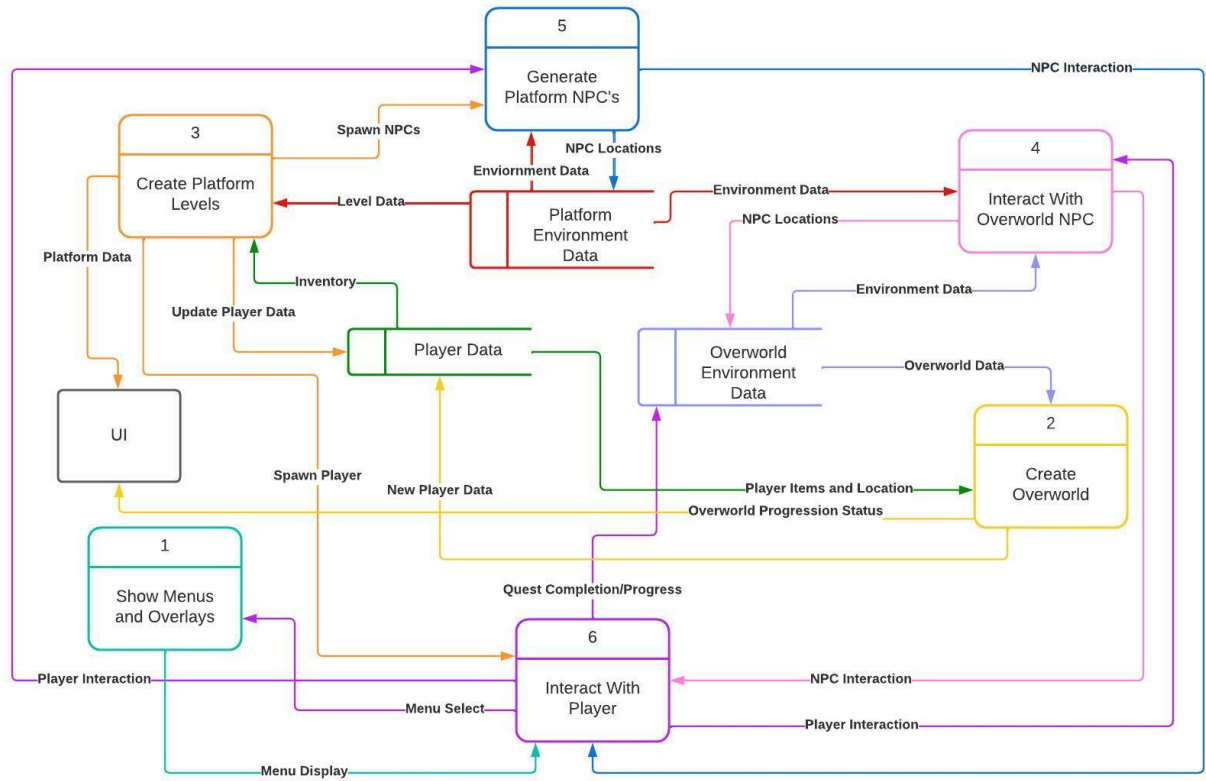 5
Generate
Platform NPC's
NPC Interaction
3
Create Platform
Levels
Spawn NPCs
NPC Locations
Enviornment Data
4
Interact With
Overworld NPC
Level Data
Platform
Environment
Data
Environment Data
NPC Locations
Platform Data
Inventory
Environment Data
Update Player Data
Player Data
Overworld
Environment
Data
Overworld Data
UI
2
Create
Overworld
Spawn Player
New Player Data
Player Items and Location
Overworld Progression Status
1
Show Menus
and Overlays
Quest Completion/Progress
6
Interact With
Player
Player Interaction
Menu Select
NPC Interaction
Player Interaction
Menu Display